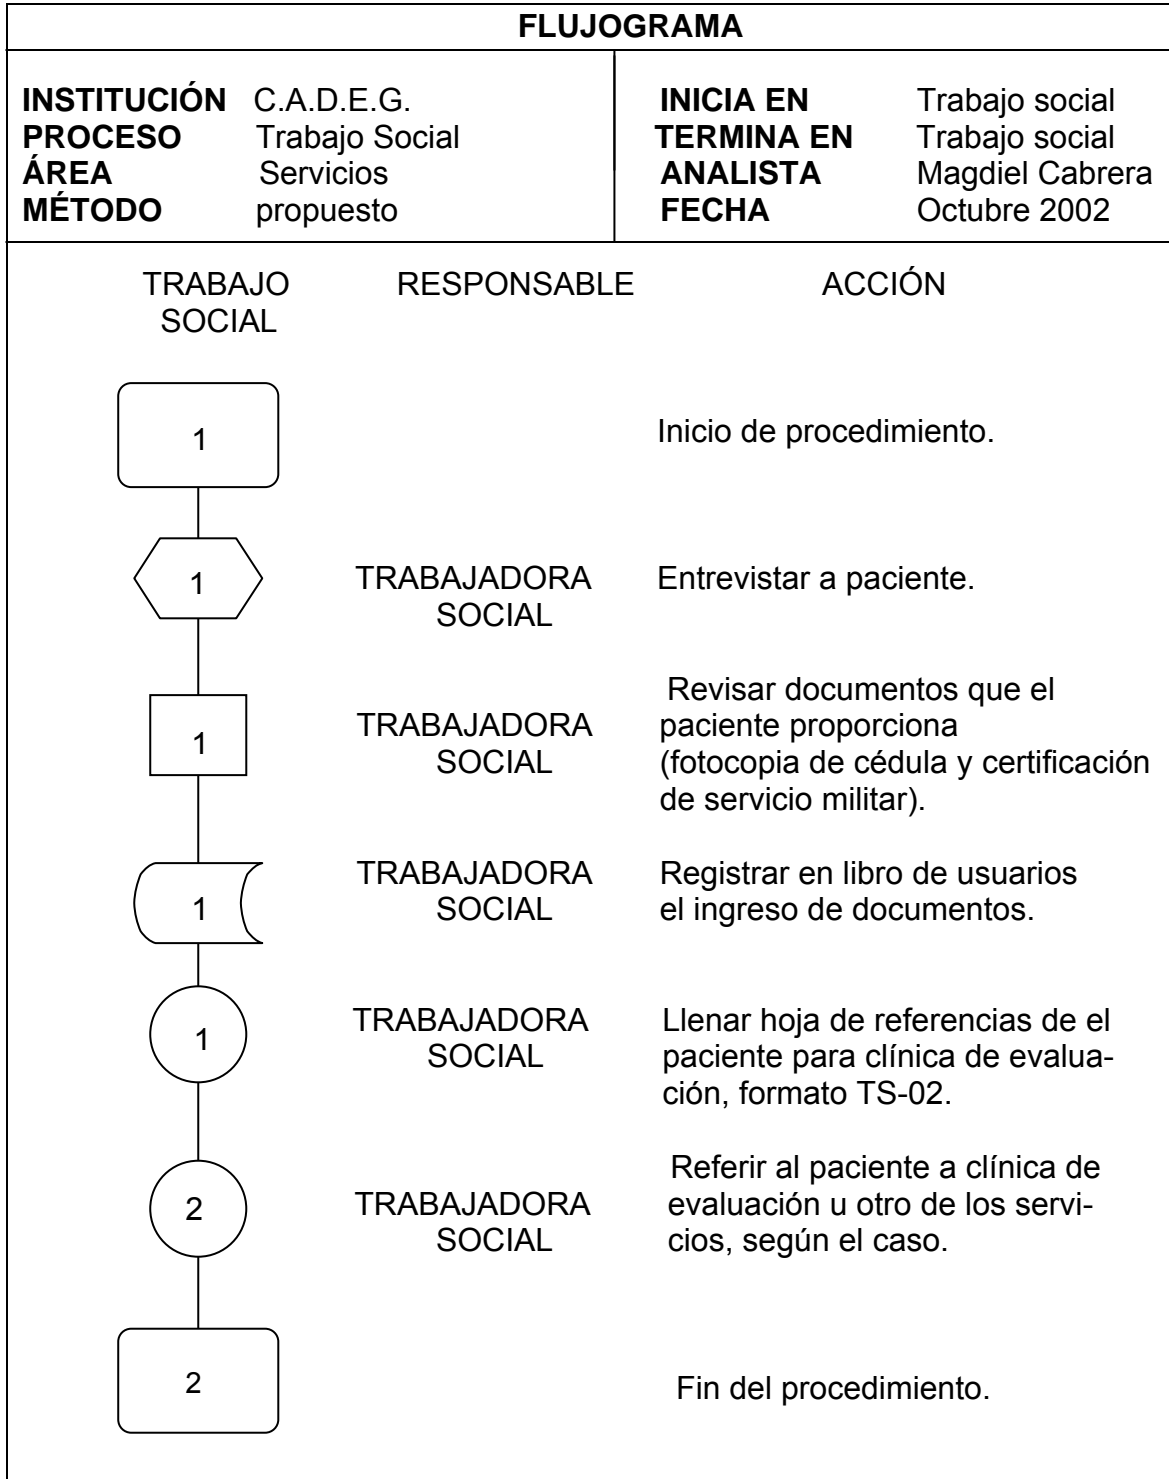 FLUJOGRAMA
INSTITUCIÓN C.A.D.E.G.
PROCESO Trabajo Social
ÁREA Servicios
MÉTODO propuesto
INICIA EN Trabajo social
TERMINA EN Trabajo social
ANALISTA Magdiel Cabrera
FECHA Octubre 2002
TRABAJO
SOCIAL
RESPONSABLE
ACCIÓN
1
Inicio de procedimiento.
1
TRABAJADORA
SOCIAL
Entrevistar a paciente.
1
TRABAJADORA
SOCIAL
Revisar documentos que el
paciente proporciona
(fotocopia de cédula y certificación
de servicio militar).
1
TRABAJADORA
SOCIAL
Registrar en libro de usuarios
el ingreso de documentos.
1
TRABAJADORA
SOCIAL
Llenar hoja de referencias de el
paciente para clínica de evalua-
ción, formato TS-02.
2
TRABAJADORA
SOCIAL
Referir al paciente a clínica de
evaluación u otro de los servi-
cios, según el caso.
2
Fin del procedimiento.